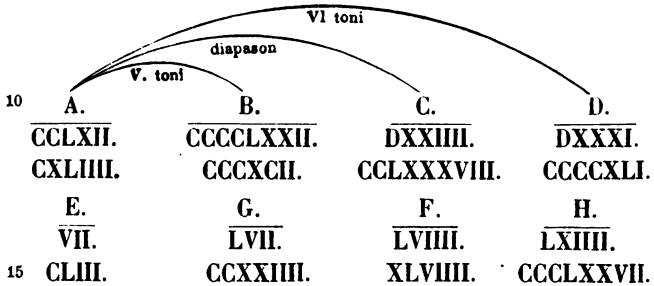 VI toni
diapason
V. toni
10 A. B. C. D.
CCLXII. CCCCLXXII. DXXIIII. DXXXI.
CXLIIII. CCCXCII. CCLXXXVIII. CCCCXLI.
E. G. F. H.
VII. LVII. LVIIII. LXIIII.
15 CLIII. CCXXIIII. XLVIIII. CCCLXXVII.